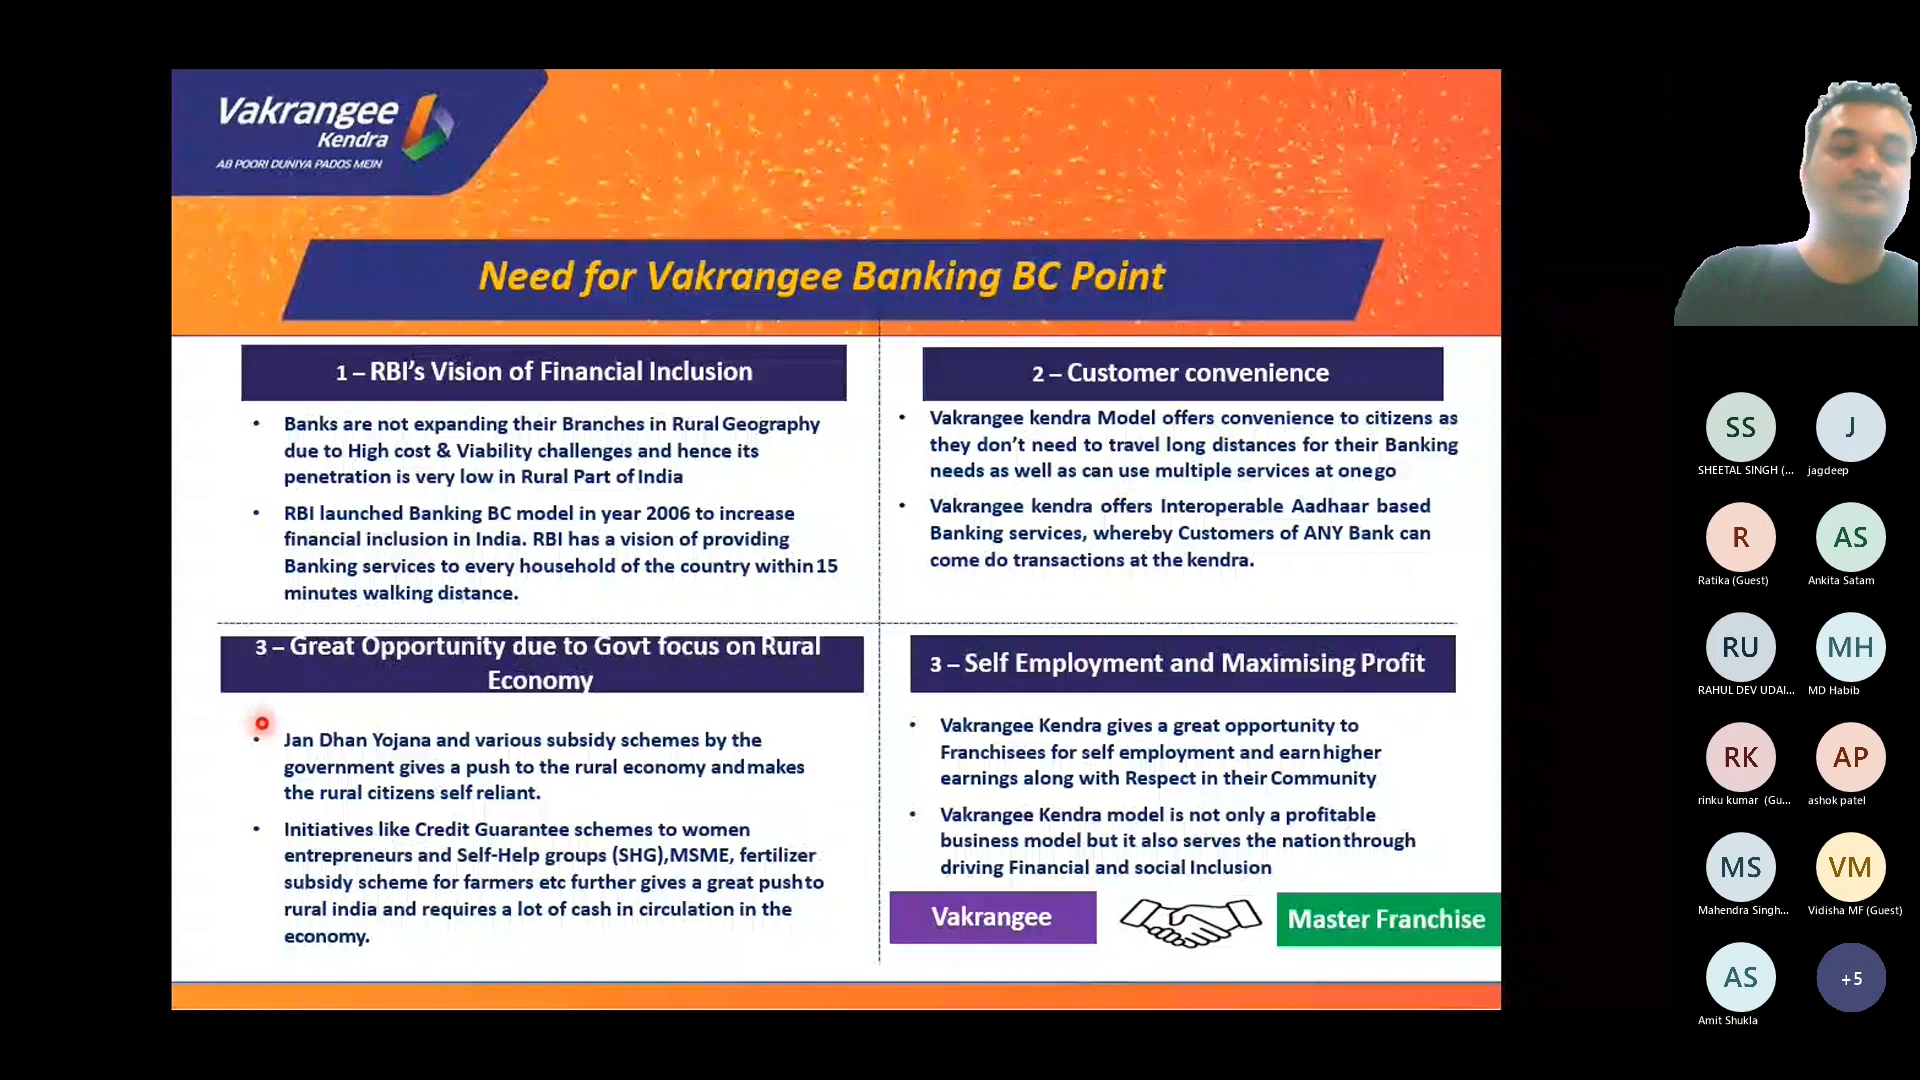 Vakrangee
Kendra
AB POORI DUNIYA PADOS MEIN
Need for Vakrangee Banking BC Point
1 – RBI's Vision of Financial Inclusion
• Banks are not expanding their Branches in Rural Geography
due to High cost & Viability challenges and hence its
penetration is very low in Rural Part of India
• RBI launched Banking BC model in year 2006 to increase
financial inclusion in India. RBI has a vision of providing
Banking services to every household of the country within 15
minutes walking distance.
2 – Customer convenience
• Vakrangee kendra Model offers convenience to citizens as
they don't need to travel long distances for their Banking
needs as well as can use multiple services at one go
• Vakrangee kendra offers Interoperable Aadhaar based
Banking services, whereby Customers of ANY Bank can
come do transactions at the kendra.
3 – Great Opportunity due to Govt focus on Rural
Economy
• Jan Dhan Yojana and various subsidy schemes by the
government gives a push to the rural economy and makes
the rural citizens self reliant.
• Initiatives like Credit Guarantee schemes to women
entrepreneurs and Self-Help groups (SHG),MSME, fertilizer
subsidy scheme for farmers etc further gives a great push to
rural india and requires a lot of cash in circulation in the
economy.
3 – Self Employment and Maximising Profit
• Vakrangee Kendra gives a great opportunity to
Franchisees for self employment and earn higher
earnings along with Respect in their Community
• Vakrangee Kendra model is not only a profitable
business model but it also serves the nation through
driving Financial and social Inclusion
Vakrangee
Master Franchise
SS
SHEETAL SINGH (...
J
jagdeep
R
Ratika (Guest)
AS
Ankita Satam
RU
RAHUL DEV UDAI...
MH
MD Habib
RK
rinku kumar (Gu...
AP
ashok patel
MS
Mahendra Singh...
VM
Vidisha MF (Guest)
AS
Amit Shukla
+5